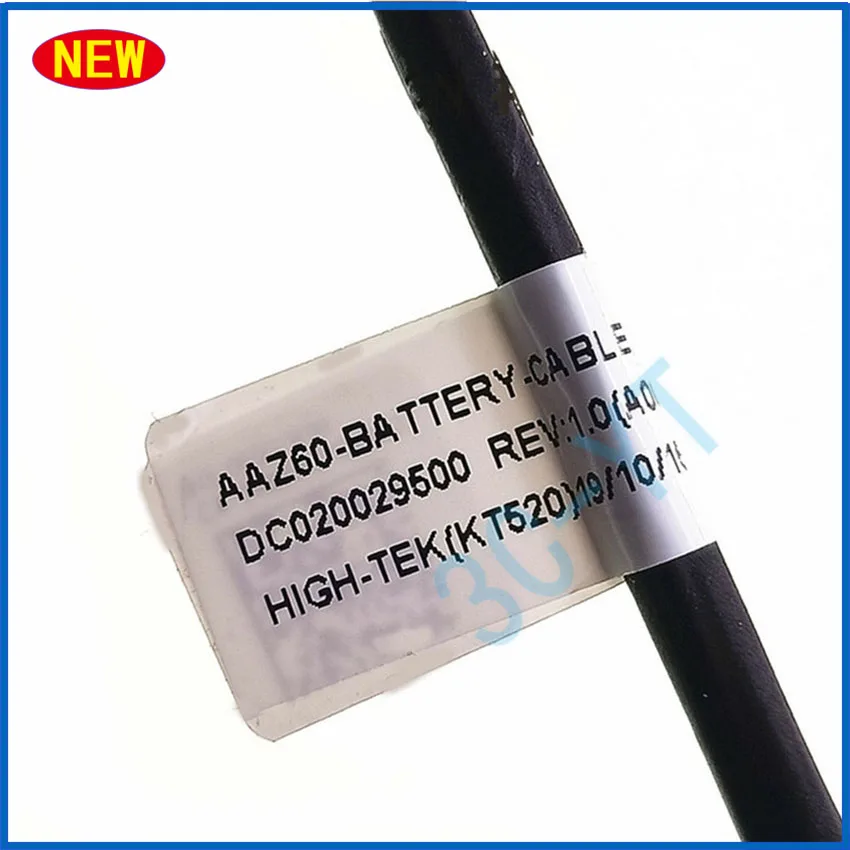 NEW
AAZ60-BATTERY-CABLE
DC020029500 REV:1.0(A0
HIGH-TEK(KT520)19/10/1